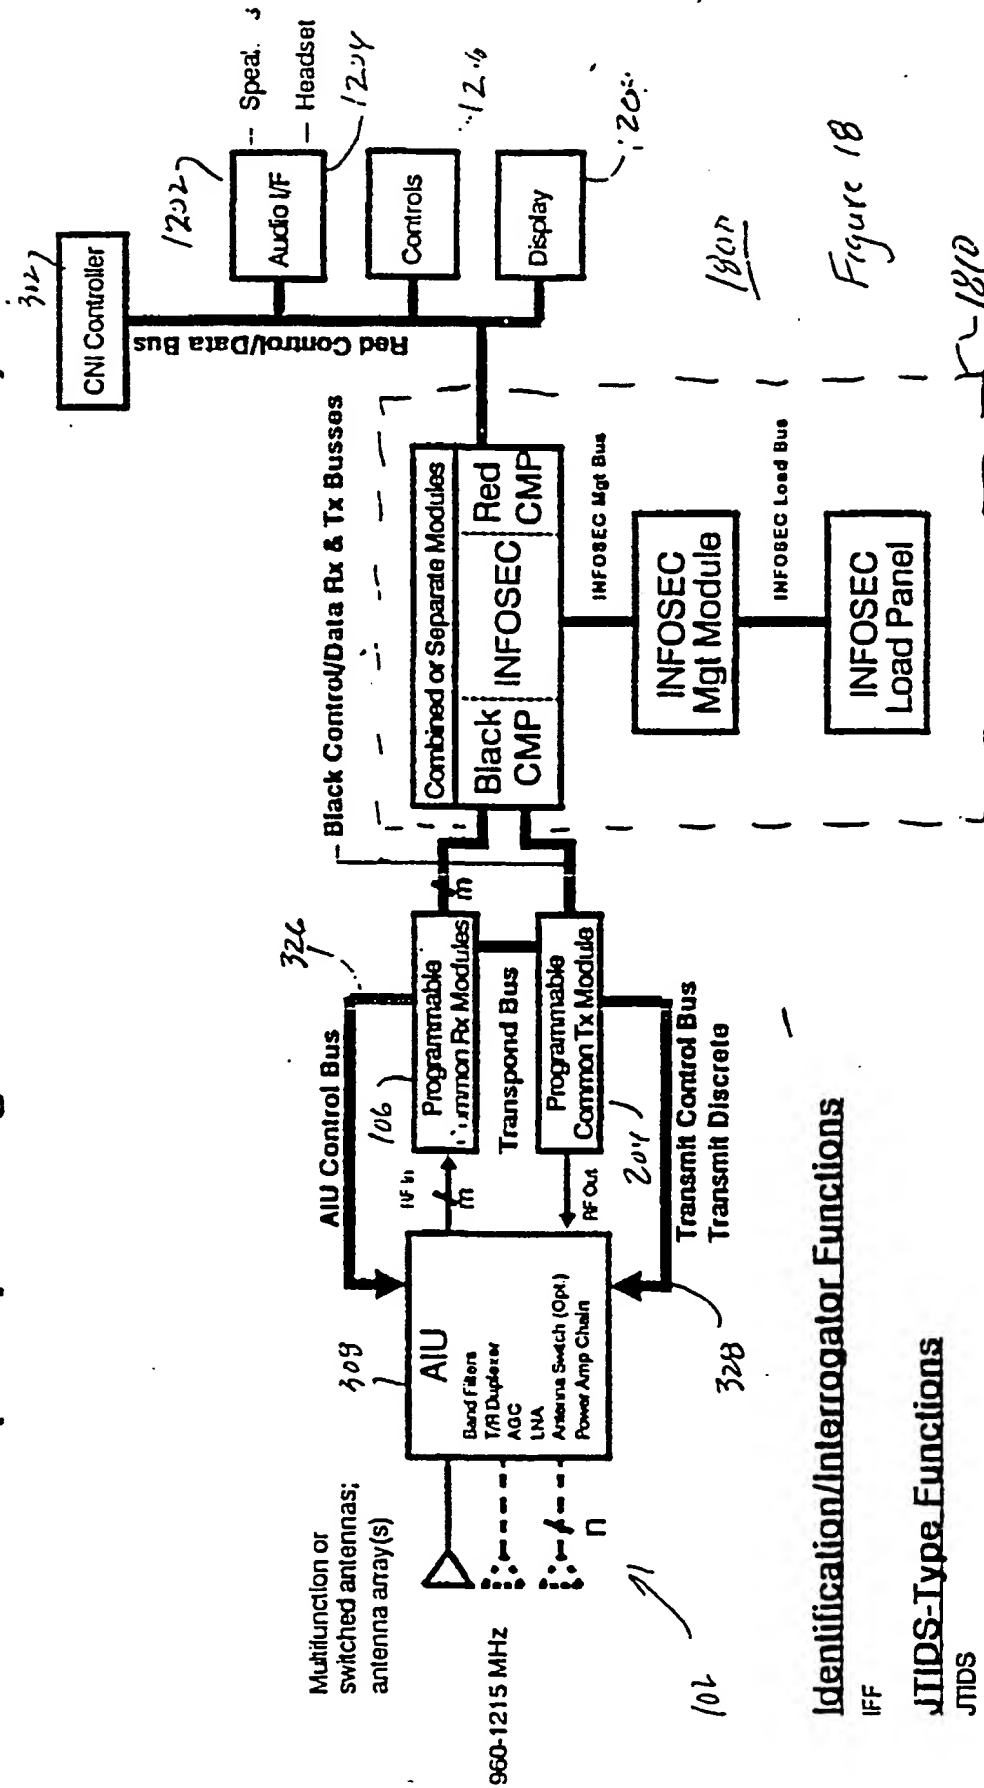 312
CNI Controller
1202
Audio I/F
Headset
1204
Controls
Display
Red Control/Data Bus
1800
Figure 18
1810
Black Control/Data Rx & Tx Busses
Combined or Separate Modules
Black CMP
INFOSEC
Red CMP
INFOSEC Mgt Bus
INFOSEC
Mgt Module
INFOSEC Load Bus
INFOSEC
Load Panel
326
AIU Control Bus
106
Programmable
Common Rx Modules
m
RF In
m
Transpond Bus
Programmable
Common Tx Module
RF Out
204
Transmit Control Bus
Transmit Discrete
328
309
AIU
Band Filters
T/R Duplexer
AGC
LNA
Antenna Switch (Opt.)
Power Amp Chain
Multifunction or
switched antennas;
antenna array(s)
960-1215 MHz
n
102
Identification/Interrogator Functions
IFF
JTIDS-Type Functions
JTIDS